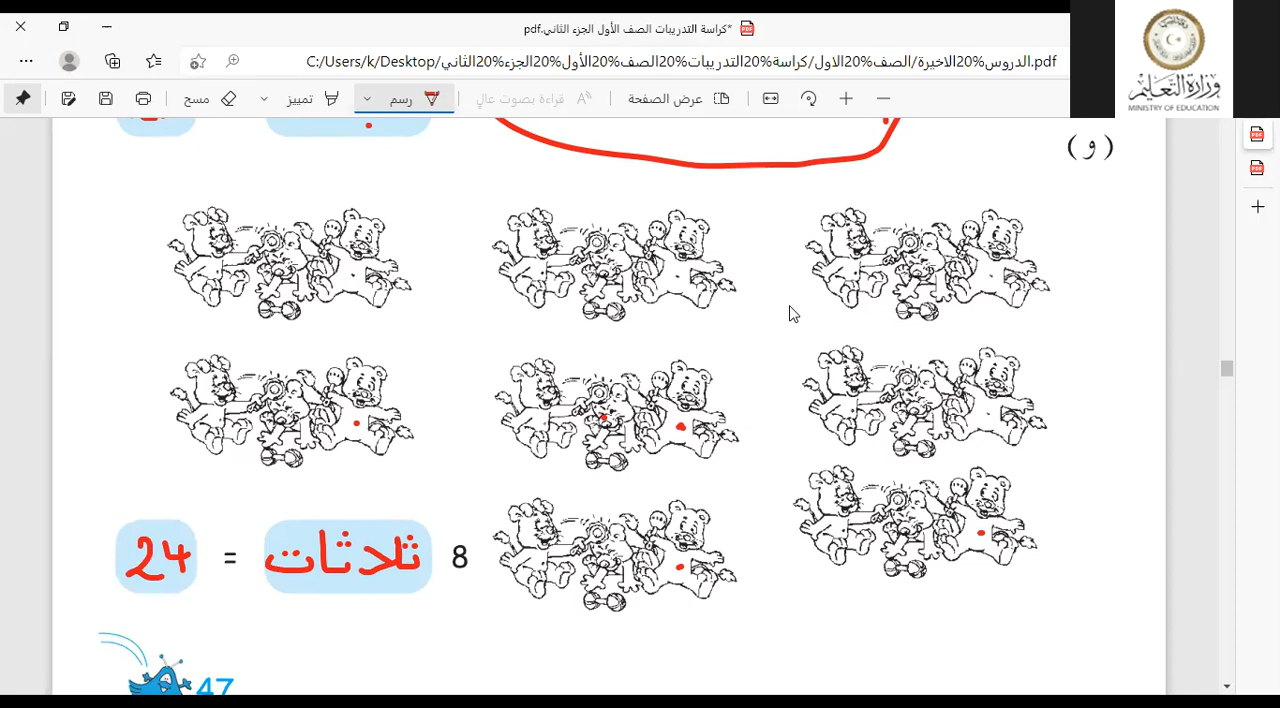 *كراسة التدريبات الصف الأول الجزء الثاني.pdf
C:/Users/k/Desktop/الدروس%20الاخيرة/الصف%20الاول/كراسة%20التدريبات%20الصف%20الأول%20الجزء%20الثاني.pdf
عرض الصفحة
قراءة بصوت عالٍ
رسم
تمييز
مسح
وزارة التعليم
MINISTRY OF EDUCATION
( و )
8 ثلاثات = 24
47